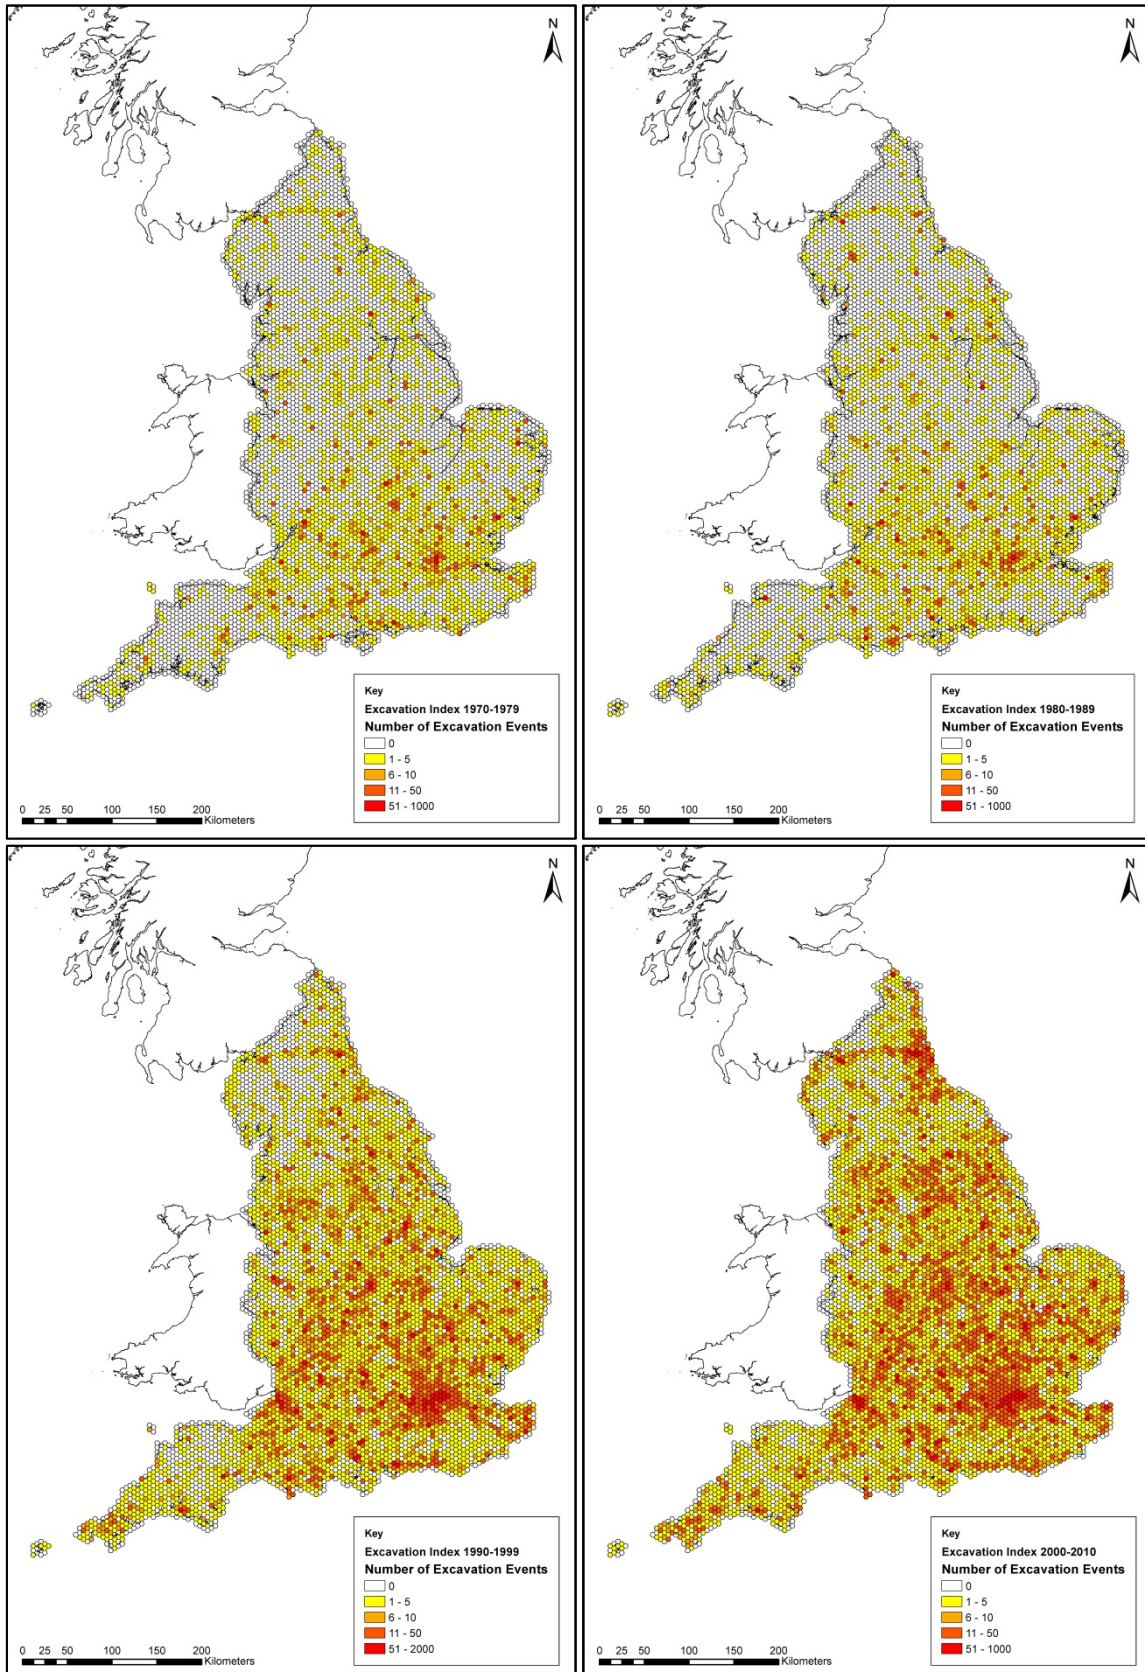 N
Key
Excavation Index 1970-1979
Number of Excavation Events
0
1 - 5
6 - 10
11 - 50
51 - 1000
0 25 50 100 150 200
Kilometers
N
Key
Excavation Index 1980-1989
Number of Excavation Events
0
1 - 5
6 - 10
11 - 50
51 - 1000
0 25 50 100 150 200
Kilometers
N
Key
Excavation Index 1990-1999
Number of Excavation Events
0
1 - 5
6 - 10
11 - 50
51 - 2000
0 25 50 100 150 200
Kilometers
N
Key
Excavation Index 2000-2010
Number of Excavation Events
0
1 - 5
6 - 10
11 - 50
51 - 1000
0 25 50 100 150 200
Kilometers